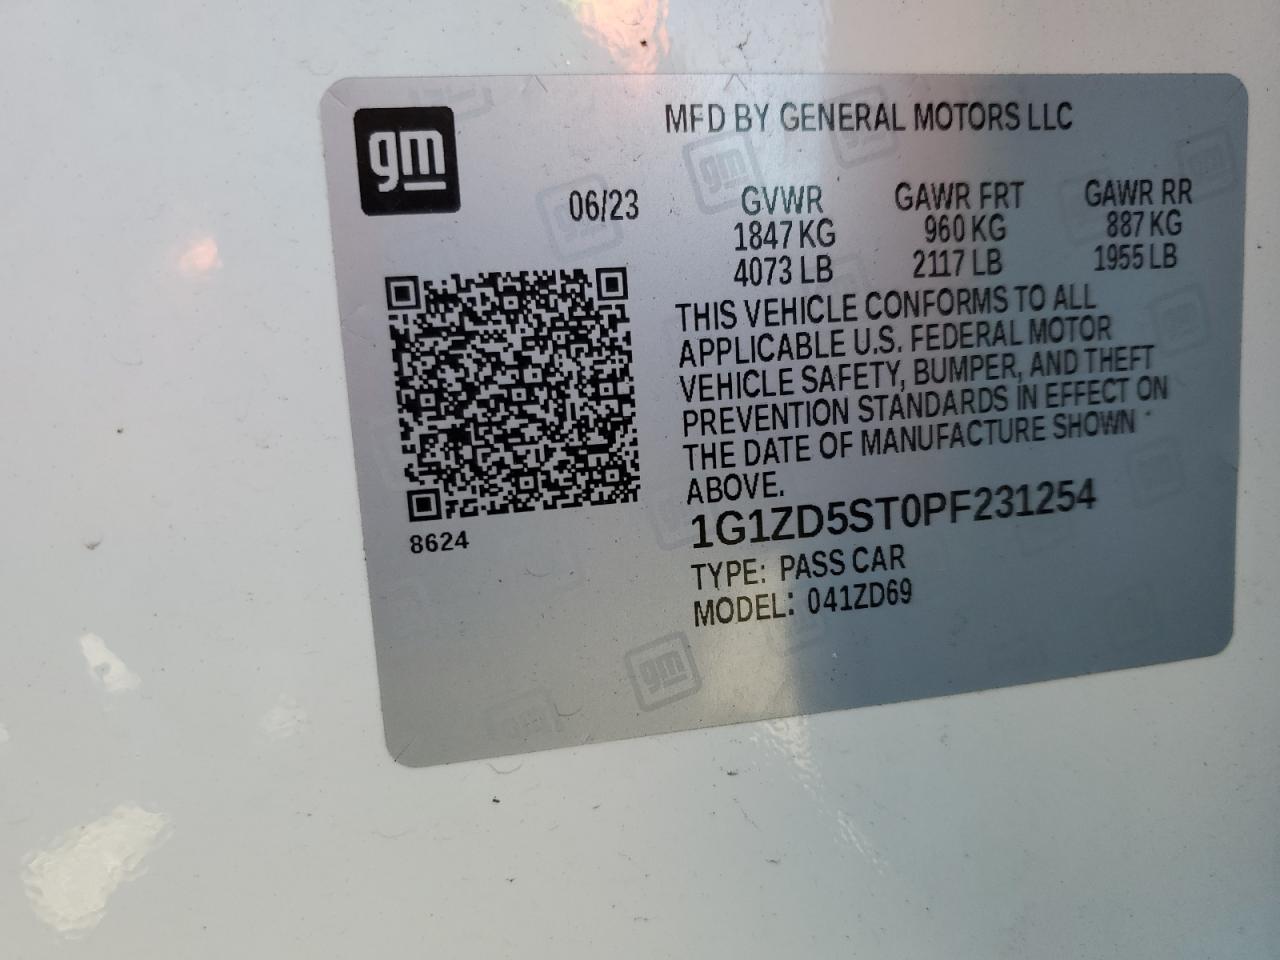 gm
MFD BY GENERAL MOTORS LLC
06/23
GVWR GAWR FRT GAWR RR
1847 KG 960 KG 887 KG
4073 LB 2117 LB 1955 LB
THIS VEHICLE CONFORMS TO ALL
APPLICABLE U.S. FEDERAL MOTOR
VEHICLE SAFETY, BUMPER, AND THEFT
PREVENTION STANDARDS IN EFFECT ON
THE DATE OF MANUFACTURE SHOWN
ABOVE.
8624
1G1ZD5ST0PF231254
TYPE: PASS CAR
MODEL: 041ZD69